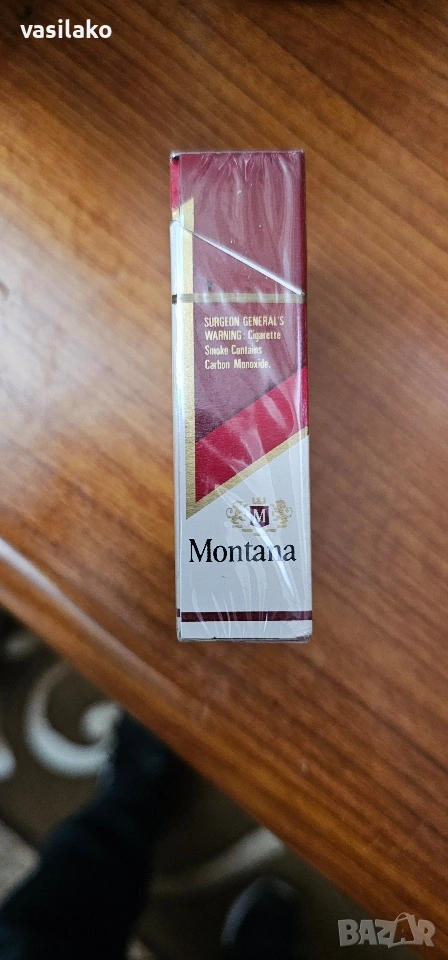 vasilako
SURGEON GENERAL'S
WARNING: Cigarette
Smoke Contains
Carbon Monoxide.
M
Montana
BAZAR